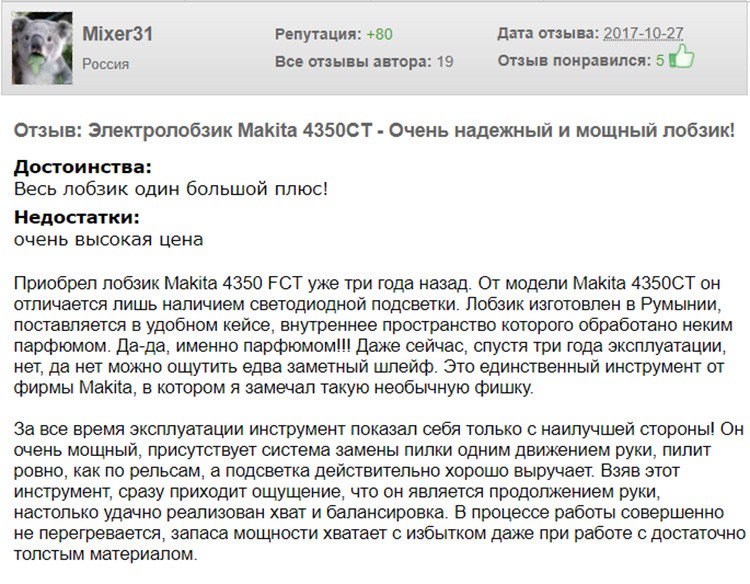 Mixer31
Россия
Репутация: +80
Все отзывы автора: 19
Дата отзыва: 2017-10-27
Отзыв понравился: 5
Отзыв: Электролобзик Makita 4350CT - Очень надежный и мощный лобзик!
Достоинства:
Весь лобзик один большой плюс!
Недостатки:
очень высокая цена
Приобрел лобзик Makita 4350 FCT уже три года назад. От модели Makita 4350CT он
отличается лишь наличием светодиодной подсветки. Лобзик изготовлен в Румынии,
поставляется в удобном кейсе, внутреннее пространство которого обработано неким
парфюмом. Да-да, именно парфюмом!!! Даже сейчас, спустя три года эксплуатации,
нет, да нет можно ощутить едва заметный шлейф. Это единственный инструмент от
фирмы Makita, в котором я замечал такую необычную фишку.
За все время эксплуатации инструмент показал себя только с наилучшей стороны! Он
очень мощный, присутствует система замены пилки одним движением руки, пилит
ровно, как по рельсам, а подсветка действительно хорошо выручает. Взяв этот
инструмент, сразу приходит ощущение, что он является продолжением руки,
настолько удачно реализован хват и балансировка. В процессе работы совершенно
не перегревается, запаса мощности хватает с избытком даже при работе с достаточно
толстым материалом.